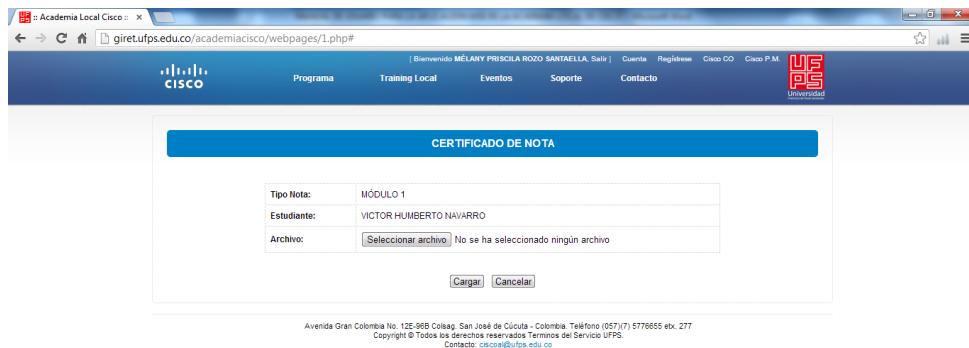 :: Academia Local Cisco ::
giret.ufps.edu.co/academiacisco/webpages/1.php#
[ Bienvenido MÉLANY PRISCILA ROZO SANTAELLA, Salir ] Cuenta Regístrese Cisco CO Cisco P.M.
CISCO
Programa Training Local Eventos Soporte Contacto
UFPS
Universidad
CERTIFICADO DE NOTA
Tipo Nota: MÓDULO 1
Estudiante: VICTOR HUMBERTO NAVARRO
Archivo: Seleccionar archivo No se ha seleccionado ningún archivo
Cargar Cancelar
Avenida Gran Colombia No. 12E-96B Colsag. San José de Cúcuta - Colombia. Teléfono (057)(7) 5776655 etx. 277
Copyright © Todos los derechos reservados Terminos del Servicio UFPS.
Contacto: ciscoal@ufps.edu.co